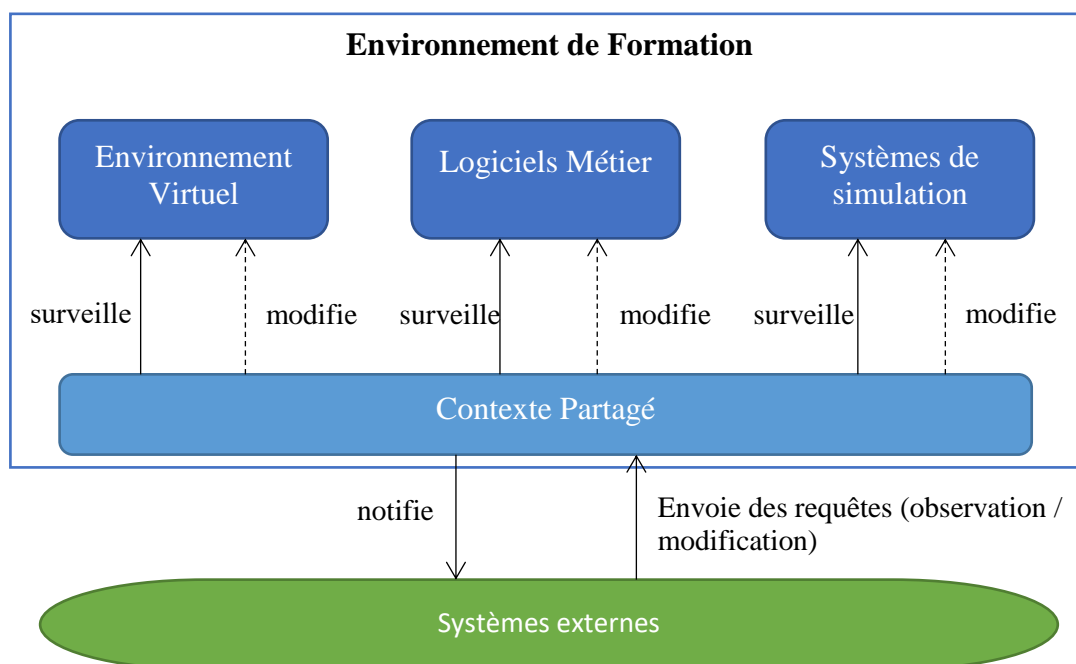 Environnement de Formation
Environnement
Virtuel
Logiciels Métier
Systèmes de
simulation
surveille
modifie
surveille
modifie
surveille
modifie
Contexte Partagé
notifie
Envoie des requêtes (observation /
modification)
Systèmes externes